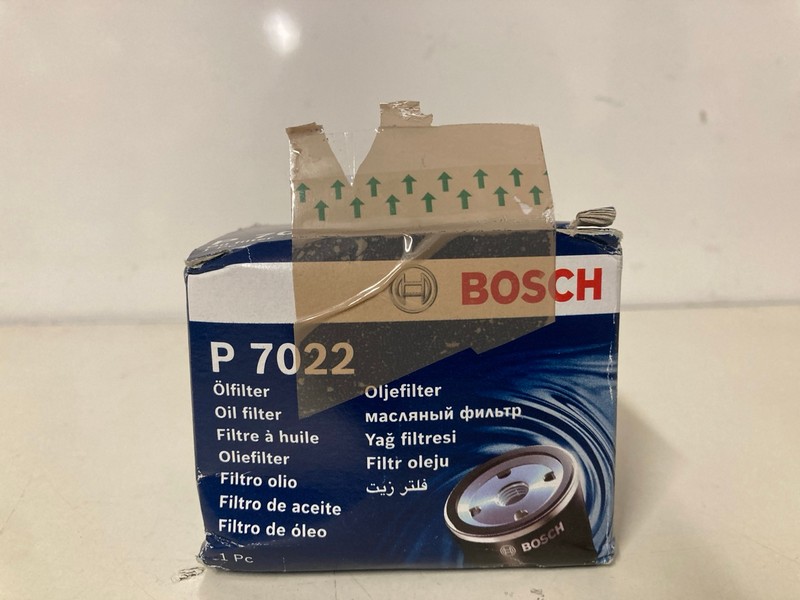 BOSCH
P 7022
Ölfilter
Oil filter
Filtre à huile
Oliefilter
Filtro olio
Filtro de aceite
Filtro de óleo
Oljefilter
масляный фильтр
Yağ filtresi
Filtr oleju
فلتر زيت
BOSCH
1 Pc